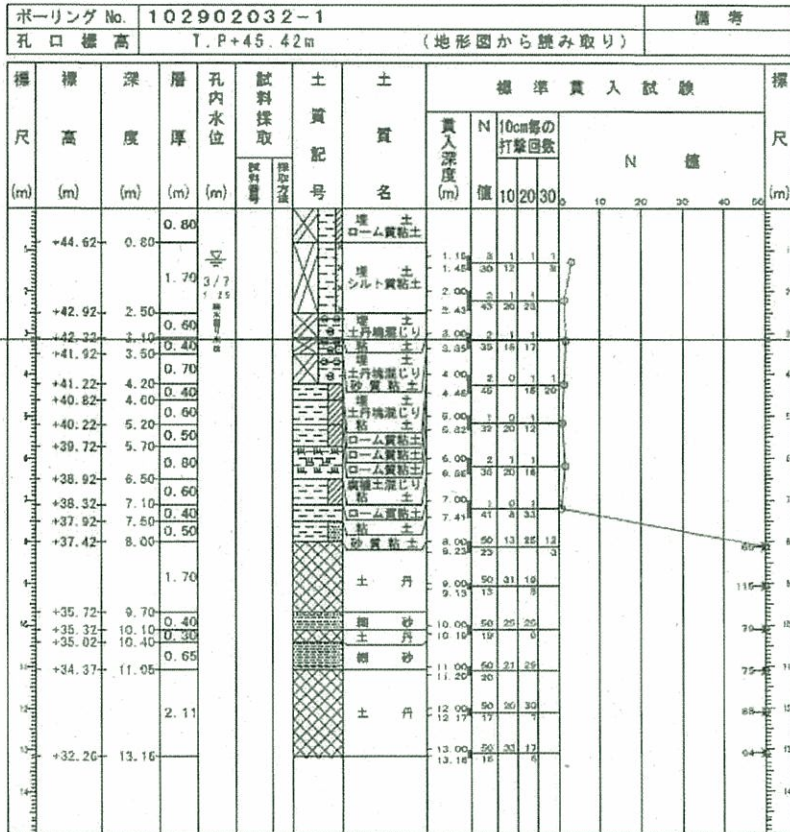 ボーリング No. 102902032-1 備考
孔口標高 T.P+45.42m (地形図から読み取り)
標尺 (m)
標高 (m)
深度 (m)
層厚 (m)
孔内水位 (m)
試料採取
試料番号
採取方法
土質記号
土質名
標準貫入試験
貫入深度 (m)
N値
10cm毎の打撃回数
10 20 30
N 値
0 10 20 30 40 50
標尺 (m)
+44.62 0.80 0.80
+42.92 2.50 1.70
+42.32 3.10 0.60
+41.92 3.50 0.40
+41.22 4.20 0.70
+40.82 4.60 0.40
+40.22 5.20 0.60
+39.72 5.70 0.50
+38.92 6.50 0.80
+38.32 7.10 0.60
+37.92 7.50 0.40
+37.42 8.00 0.50
+35.72 9.70 1.70
+35.32 10.10 0.40
+35.02 10.40 0.30
+34.37 11.05 0.65
+32.26 13.16 2.11
3/7
埋土
ローム質粘土
埋土
シルト質粘土
埋土
土丹塊混じり
粘土
埋土
土丹塊混じり
砂質粘土
埋土
土丹塊混じり
粘土
ローム質粘土
ローム質粘土
ローム質粘土
腐植土混じり
粘土
ローム質粘土
粘土
砂質粘土
土丹
細砂
土丹
細砂
土丹
1.15 3 1 1 1
1.45 30 12 8
2.00 2 1 1
2.43 43 20 23
3.00 2 1 1
3.35 35 18 17
4.00 2 0 1 1
5.00 1 0 1
5.32 32 20 12
6.00 2 1 1
7.00 1 0 1
7.41 41 8 33
8.00 50 13 25 12
8.23 23 3
9.00 50 31 19
9.13 13
10.00 50 25 25
10.19 19
11.00 50 21 29
11.20 20
12.00 50 20 30
12.17 17 7
13.00 50 33 17
13.16 16 6